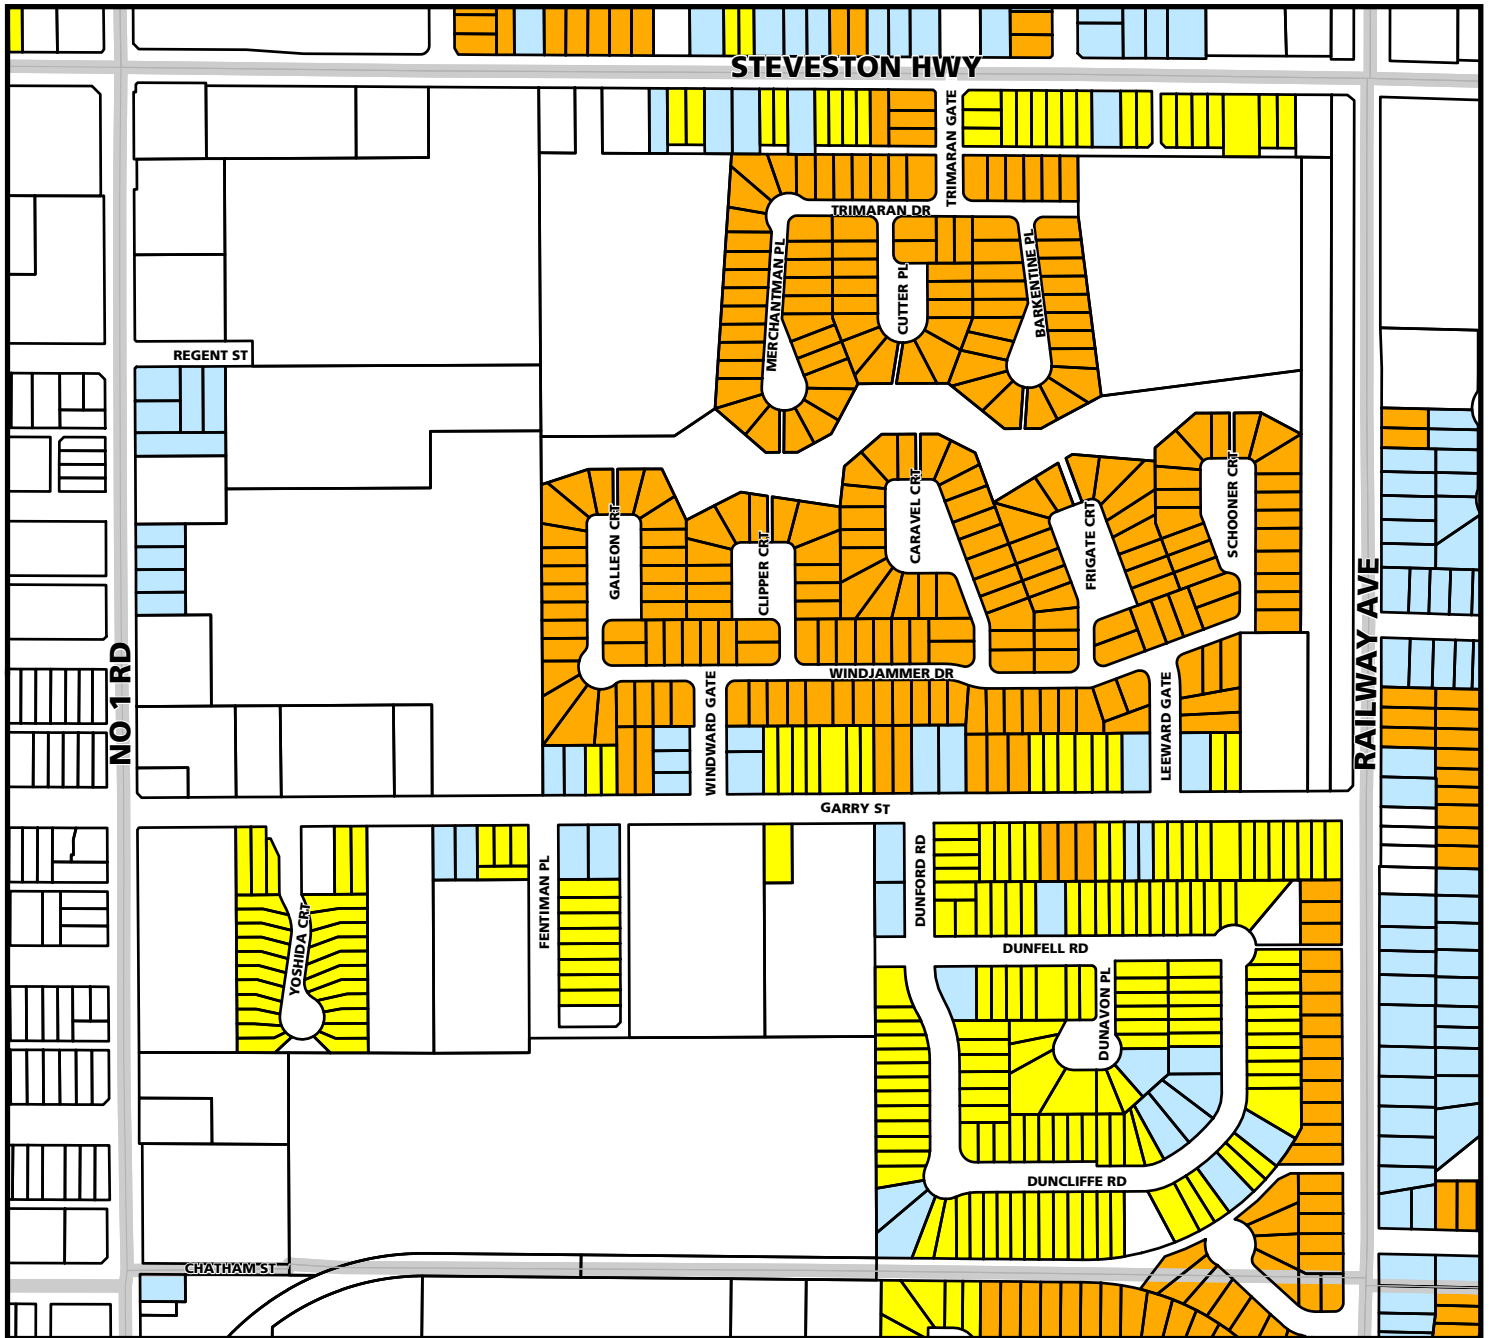 STEVESTON HWY
TRIMARAN GATE
TRIMARAN DR
MERCHANTMAN PL
CUTTER PL
BARKENTINE PL
REGENT ST
GALLEON CRT
CLIPPER CRT
CARAVEL CRT
FRIGATE CRT
SCHOONER CRT
NO 1 RD
RAILWAY AVE
WINDJAMMER DR
WINDWARD GATE
LEEWARD GATE
GARRY ST
YOSHIDA CRT
FENTIMAN PL
DUNFORD RD
DUNFELL RD
DUNAVON PL
DUNCLIFFE RD
CHATHAM ST